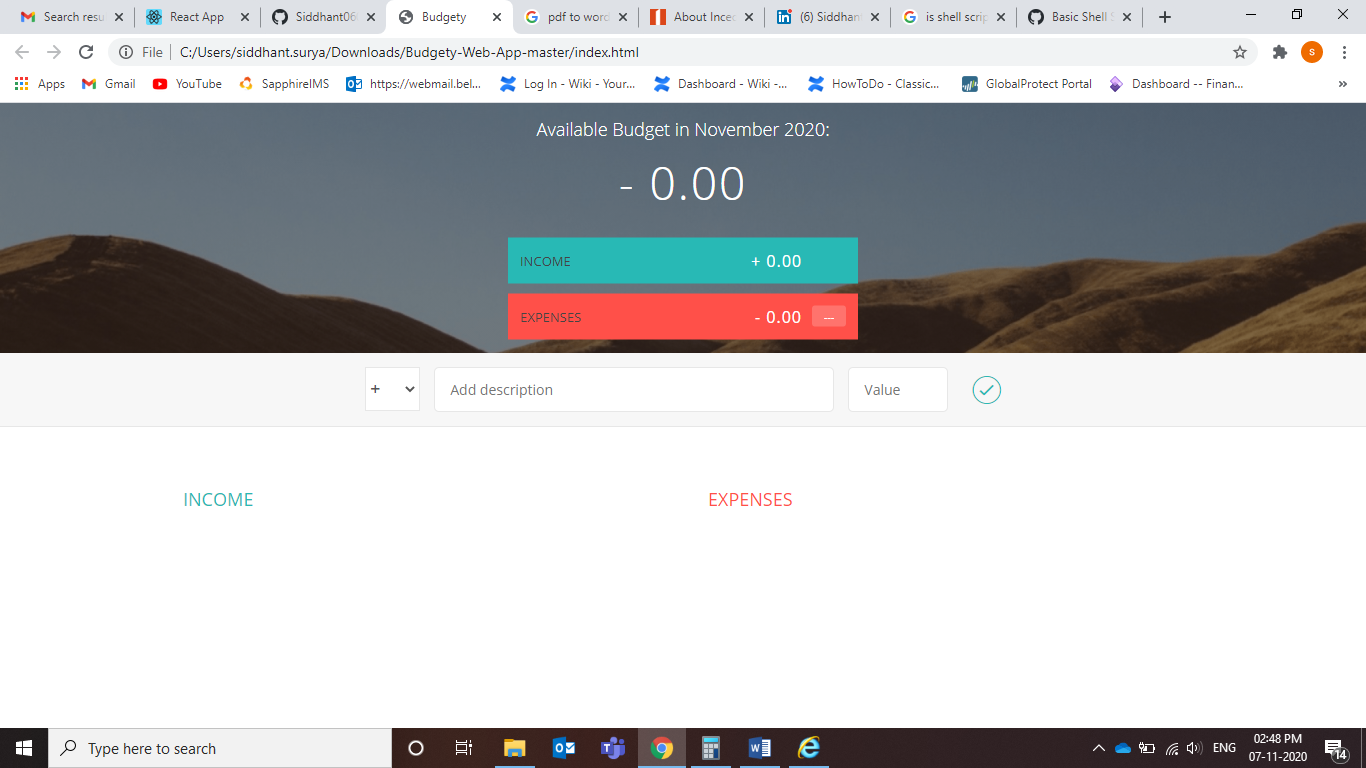 Search resu React App Siddhant06 Budgety pdf to word About Ince (6) Siddhan is shell scrip Basic Shell S
File C:/Users/siddhant.surya/Downloads/Budgety-Web-App-master/index.html s
Apps Gmail YouTube SapphireIMS https://webmail.bel... Log In - Wiki - Your... Dashboard - Wiki -... HowToDo - Classic... GlobalProtect Portal Dashboard -- Finan... »
Available Budget in November 2020:
- 0.00
INCOME + 0.00
EXPENSES - 0.00 ---
+ Add description Value
INCOME EXPENSES
Type here to search ENG 02:48 PM
07-11-2020 14